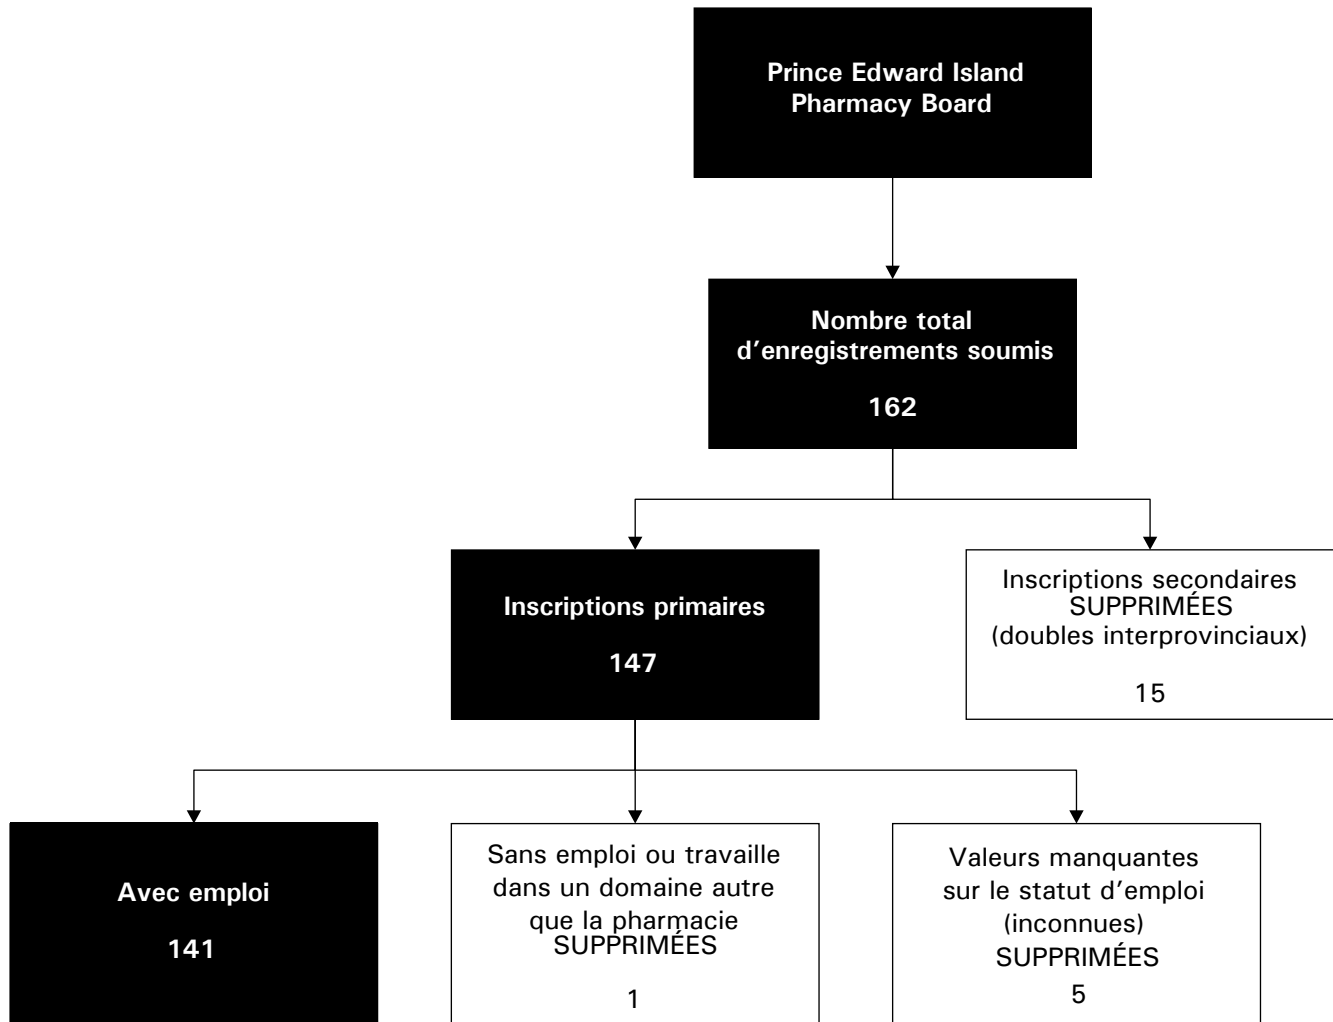 Prince Edward Island
Pharmacy Board
Nombre total
d'enregistrements soumis
162
Inscriptions primaires
147
Inscriptions secondaires
SUPPRIMÉES
(doubles interprovinciaux)
15
Avec emploi
141
Sans emploi ou travaille
dans un domaine autre
que la pharmacie
SUPPRIMÉES
1
Valeurs manquantes
sur le statut d'emploi
(inconnues)
SUPPRIMÉES
5